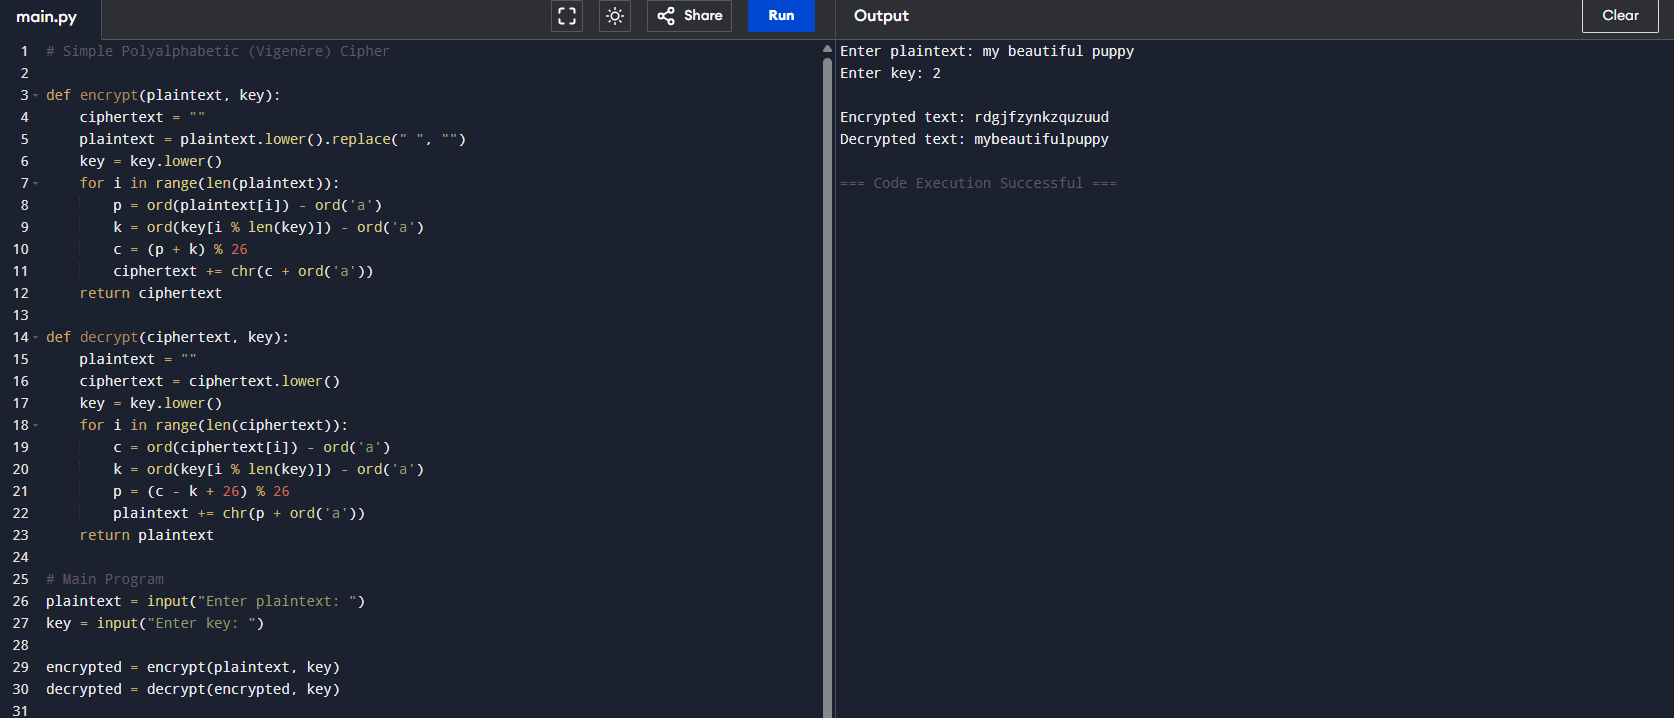 main.py
Share
Run
Output
Clear
1 # Simple Polyalphabetic (Vigenère) Cipher
2
3 def encrypt(plaintext, key):
4     ciphertext = ""
5     plaintext = plaintext.lower().replace(" ", "")
6     key = key.lower()
7     for i in range(len(plaintext)):
8         p = ord(plaintext[i]) - ord('a')
9         k = ord(key[i % len(key)]) - ord('a')
10         c = (p + k) % 26
11         ciphertext += chr(c + ord('a'))
12     return ciphertext
13
14 def decrypt(ciphertext, key):
15     plaintext = ""
16     ciphertext = ciphertext.lower()
17     key = key.lower()
18     for i in range(len(ciphertext)):
19         c = ord(ciphertext[i]) - ord('a')
20         k = ord(key[i % len(key)]) - ord('a')
21         p = (c - k + 26) % 26
22         plaintext += chr(p + ord('a'))
23     return plaintext
24
25 # Main Program
26 plaintext = input("Enter plaintext: ")
27 key = input("Enter key: ")
28
29 encrypted = encrypt(plaintext, key)
30 decrypted = decrypt(encrypted, key)
31
Enter plaintext: my beautiful puppy
Enter key: 2
Encrypted text: rdgjfzynkzquzuud
Decrypted text: mybeautifulpuppy
=== Code Execution Successful ===